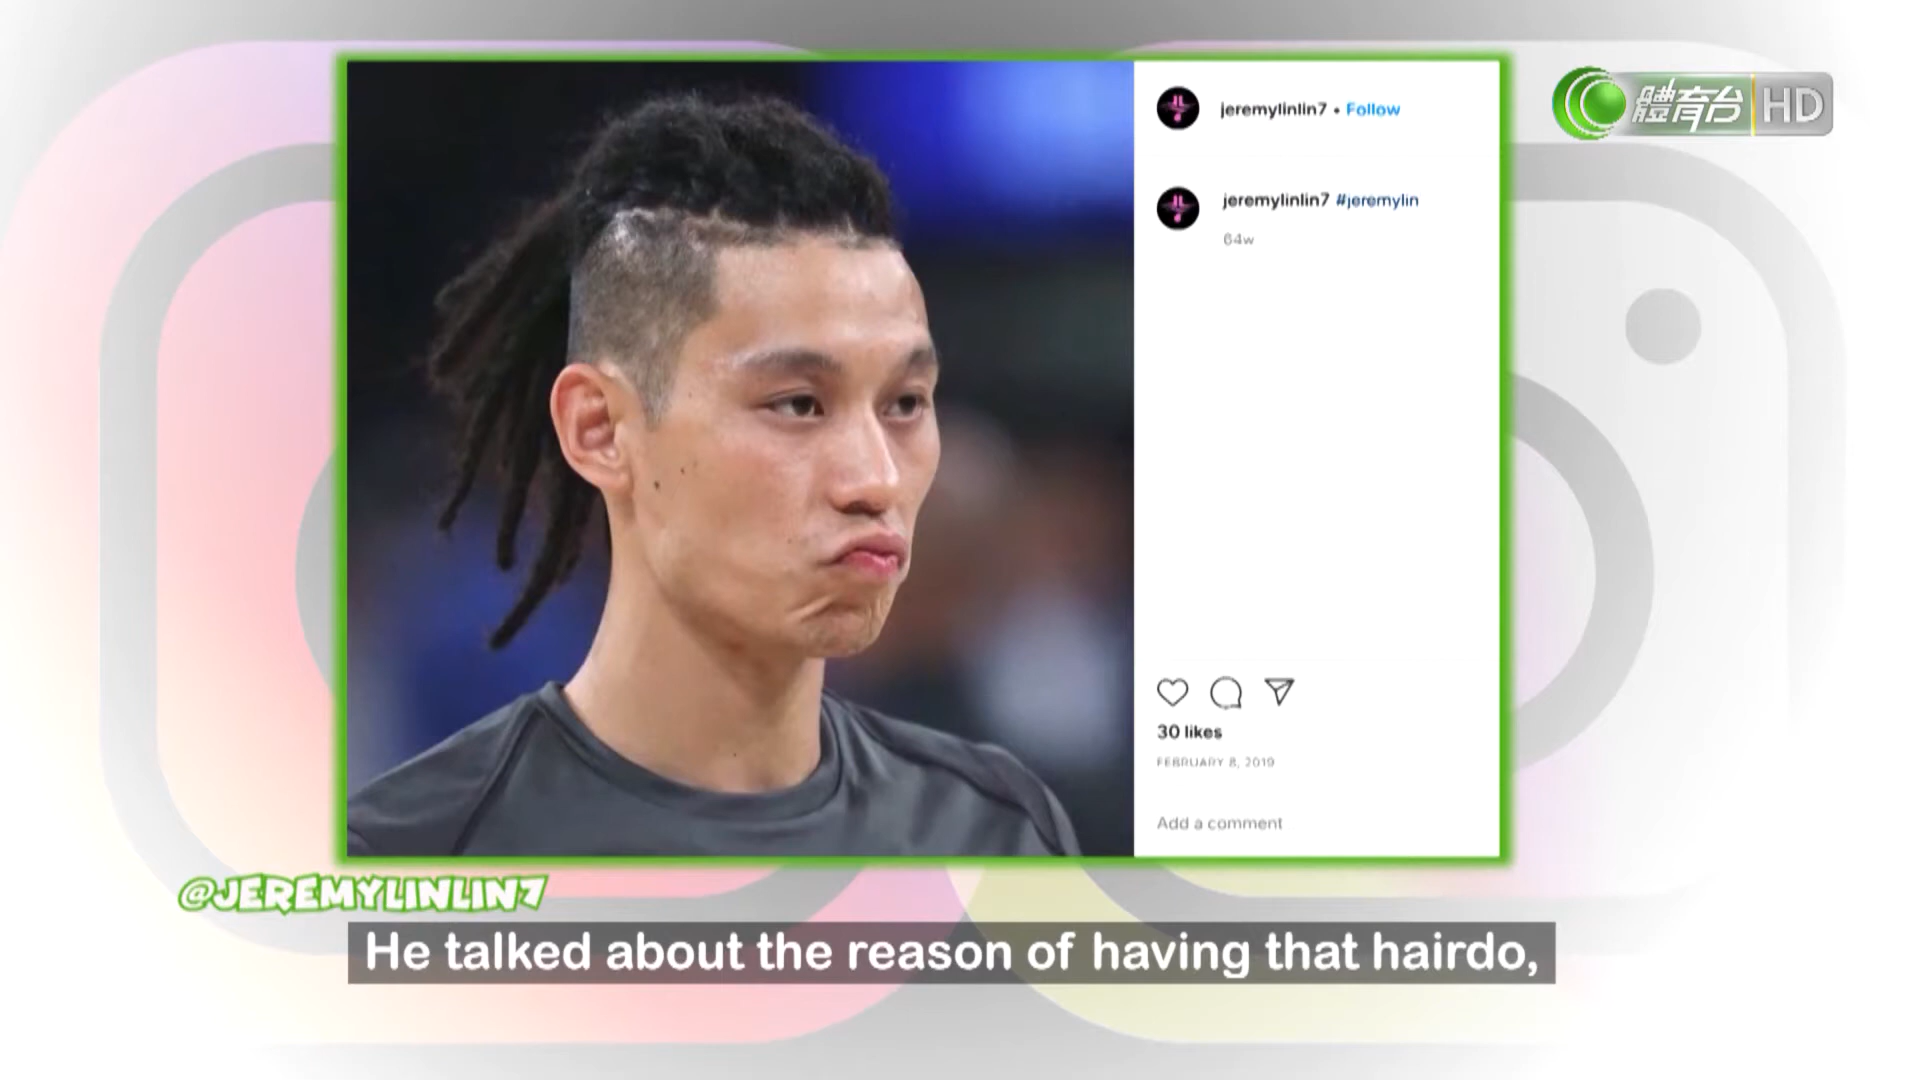 體育台 HD
jeremylinlin7 • Follow
jeremylinlin7 #jeremylin
64w
30 likes
FEBRUARY 8, 2019
Add a comment
@JEREMYLINLIN7
He talked about the reason of having that hairdo,